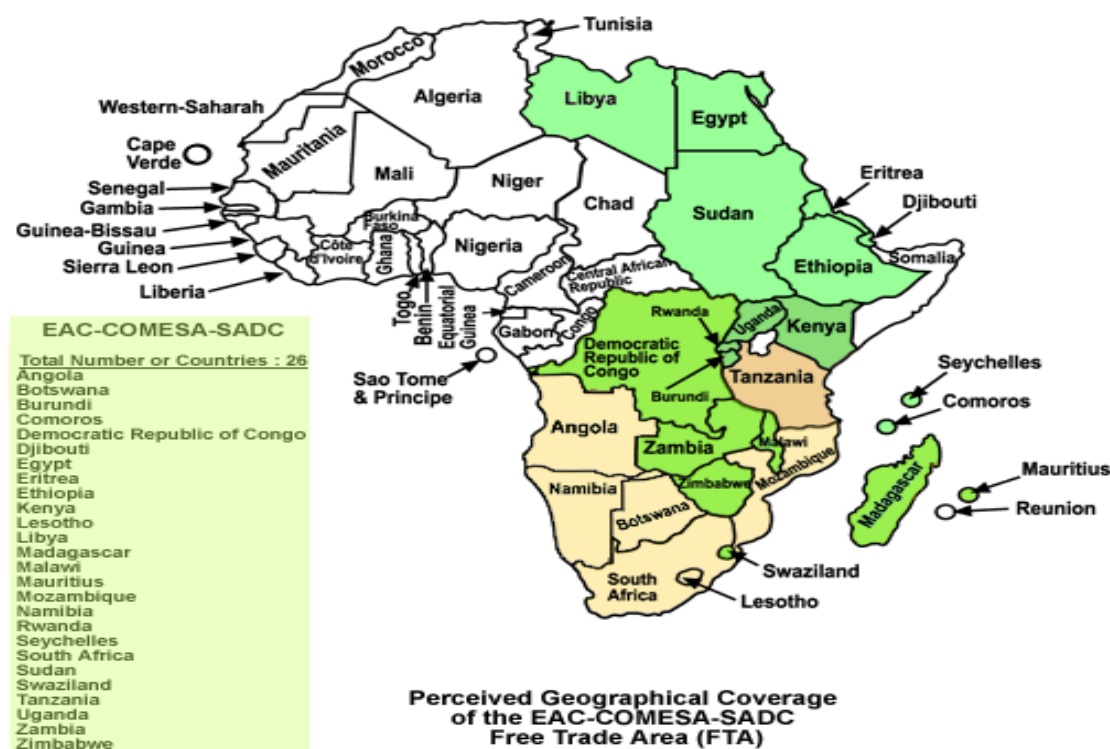 Tunisia
Morocco
Algeria
Libya
Egypt
Western-Saharah
Cape
Verde
Mauritania
Mali
Niger
Chad
Sudan
Eritrea
Djibouti
Senegal
Gambia
Guinea-Bissau
Guinea
Sierra Leon
Liberia
Burkina
Faso
Côte
d'Ivoire
Ghana
Togo
Benin
Nigeria
Cameroon
Central African
Republic
Ethiopia
Somalia
Equatorial
Guinea
Gabon
Congo
Sao Tome
& Principe
Rwanda
Uganda
Kenya
Democratic
Republic of
Congo
Burundi
Tanzania
Seychelles
Comoros
Angola
Zambia
Malawi
Mozambique
Zimbabwe
Namibia
Botswana
Madagascar
Mauritius
Reunion
South
Africa
Swaziland
Lesotho
EAC-COMESA-SADC
Total Number or Countries : 26
Angola
Botswana
Burundi
Comoros
Democratic Republic of Congo
Djibouti
Egypt
Eritrea
Ethiopia
Kenya
Lesotho
Libya
Madagascar
Malawi
Mauritius
Mozambique
Namibia
Rwanda
Seychelles
South Africa
Sudan
Swaziland
Tanzania
Uganda
Zambia
Zimbabwe
Perceived Geographical Coverage
of the EAC-COMESA-SADC
Free Trade Area (FTA)